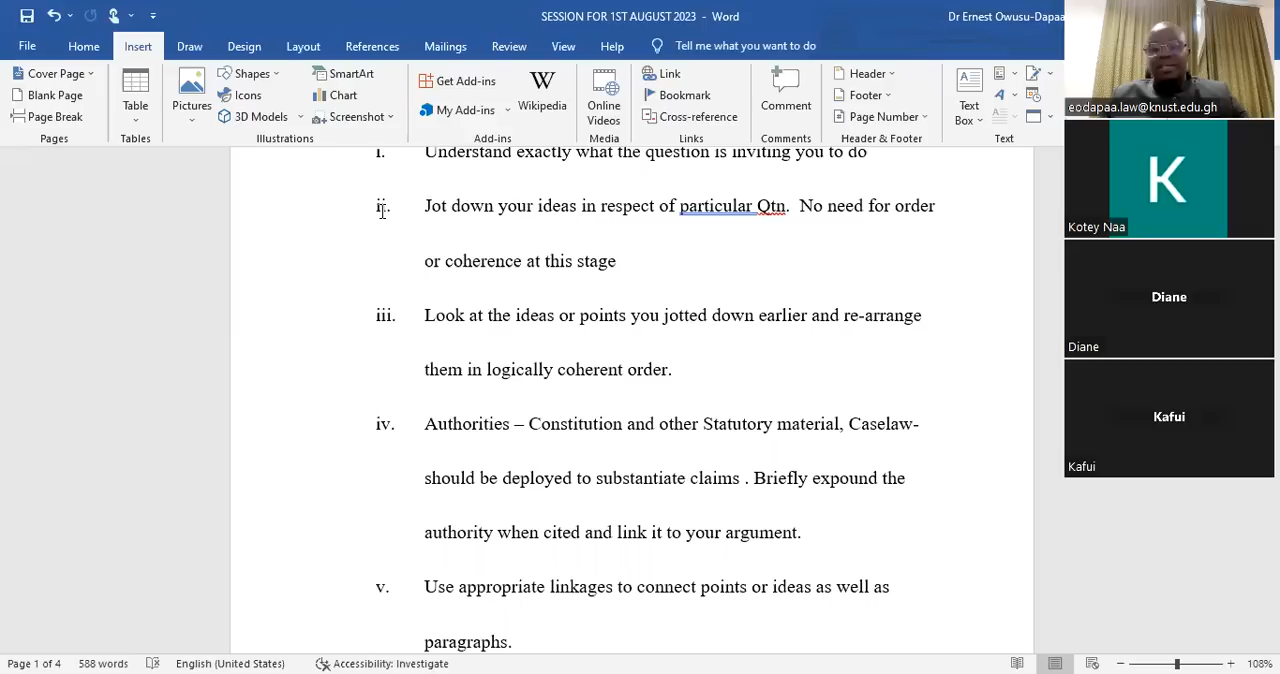 SESSION FOR 1ST AUGUST 2023 - Word
Dr Ernest Owusu-Dapaa
File Home Insert Draw Design Layout References Mailings Review View Help Tell me what you want to do
Cover Page
Blank Page
Page Break
Pages
Table
Tables
Pictures
Shapes
Icons
3D Models
SmartArt
Chart
Screenshot
Illustrations
Get Add-ins
My Add-ins
W
Wikipedia
Add-ins
Online
Videos
Media
Link
Bookmark
Cross-reference
Links
Comment
Comments
Header
Footer
Page Number
Header & Footer
A
Text
Box
Text
i. Understand exactly what the question is inviting you to do
ii. Jot down your ideas in respect of particular Qtn. No need for order
or coherence at this stage
iii. Look at the ideas or points you jotted down earlier and re-arrange
them in logically coherent order.
iv. Authorities – Constitution and other Statutory material, Caselaw-
should be deployed to substantiate claims . Briefly expound the
authority when cited and link it to your argument.
v. Use appropriate linkages to connect points or ideas as well as
paragraphs.
eodapaa.law@knust.edu.gh
K
Kotey Naa
Diane
Diane
Kafui
Kafui
Page 1 of 4 588 words English (United States) Accessibility: Investigate 108%